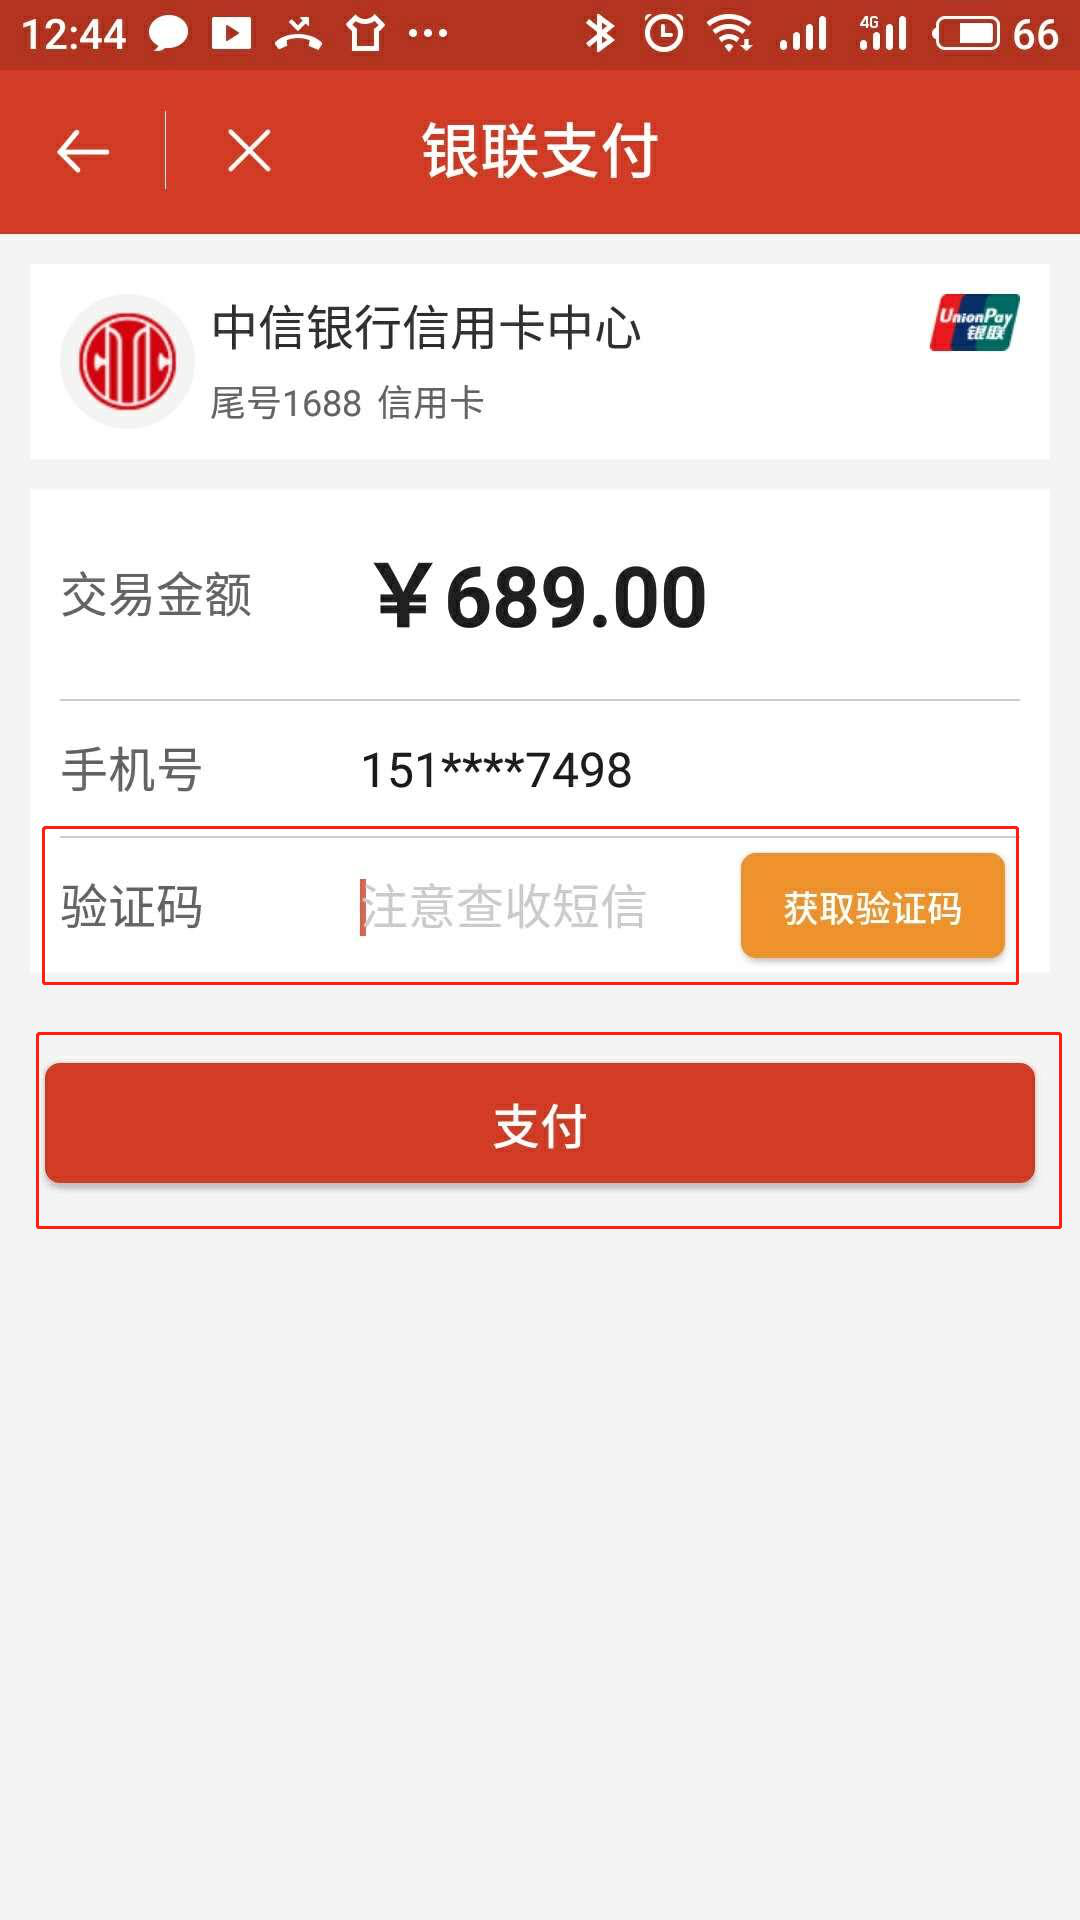 12:44 4G 66
银联支付
中信银行信用卡中心
UnionPay
银联
尾号1688 信用卡
交易金额 ￥689.00
手机号 151****7498
验证码 注意查收短信 获取验证码
支付